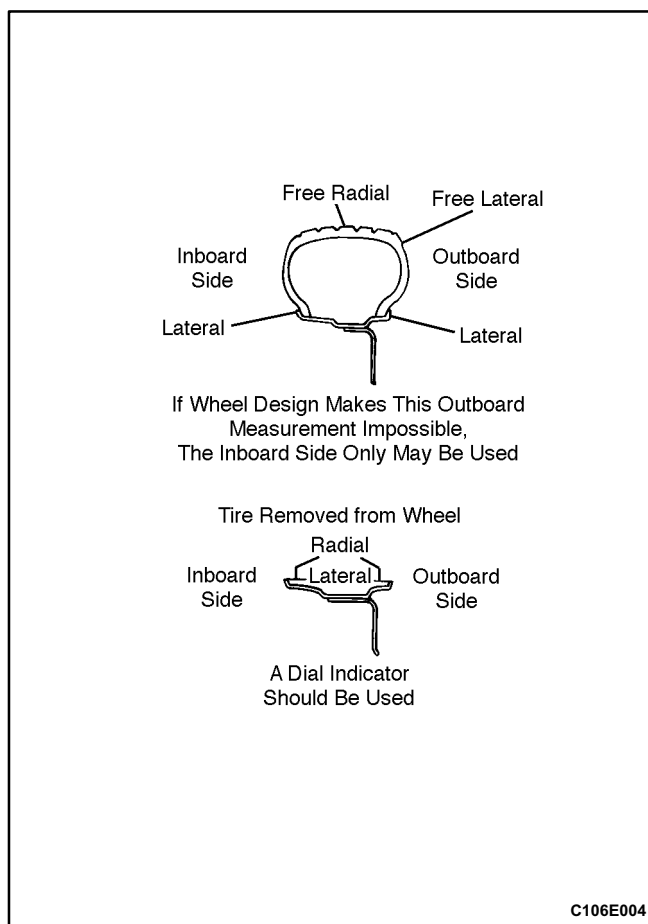 Free Radial
Free Lateral
Inboard
Side
Outboard
Side
Lateral
Lateral
If Wheel Design Makes This Outboard
Measurement Impossible,
The Inboard Side Only May Be Used
Tire Removed from Wheel
Radial
Inboard
Side
Lateral
Outboard
Side
A Dial Indicator
Should Be Used
C106E004